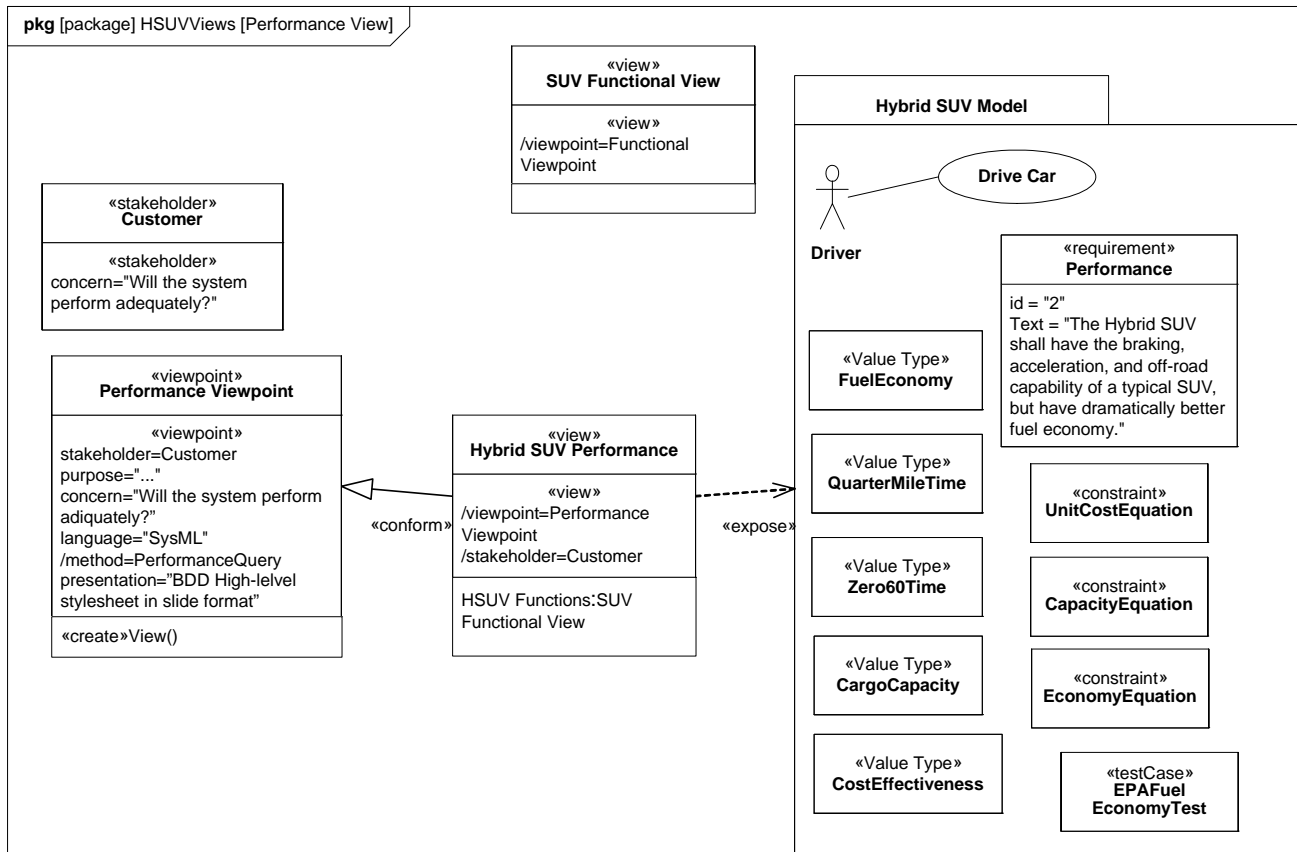 pkg [package] HSUVViews [Performance View]
«view»
SUV Functional View
«view»
/viewpoint=Functional
Viewpoint
«stakeholder»
Customer
«stakeholder»
concern="Will the system
perform adequately?"
«viewpoint»
Performance Viewpoint
«viewpoint»
stakeholder=Customer
purpose="..."
concern="Will the system perform
adiquately?”
language="SysML"
/method=PerformanceQuery
presentation=”BDD High-lelvel
stylesheet in slide format”
«create»View()
«conform»
«view»
Hybrid SUV Performance
«view»
/viewpoint=Performance
Viewpoint
/stakeholder=Customer
HSUV Functions:SUV
Functional View
«expose»
Hybrid SUV Model
Drive Car
Driver
«requirement»
Performance
id = "2"
Text = "The Hybrid SUV
shall have the braking,
acceleration, and off-road
capability of a typical SUV,
but have dramatically better
fuel economy."
«Value Type»
FuelEconomy
«Value Type»
QuarterMileTime
«Value Type»
Zero60Time
«Value Type»
CargoCapacity
«Value Type»
CostEffectiveness
«constraint»
UnitCostEquation
«constraint»
CapacityEquation
«constraint»
EconomyEquation
«testCase»
EPAFuel
EconomyTest